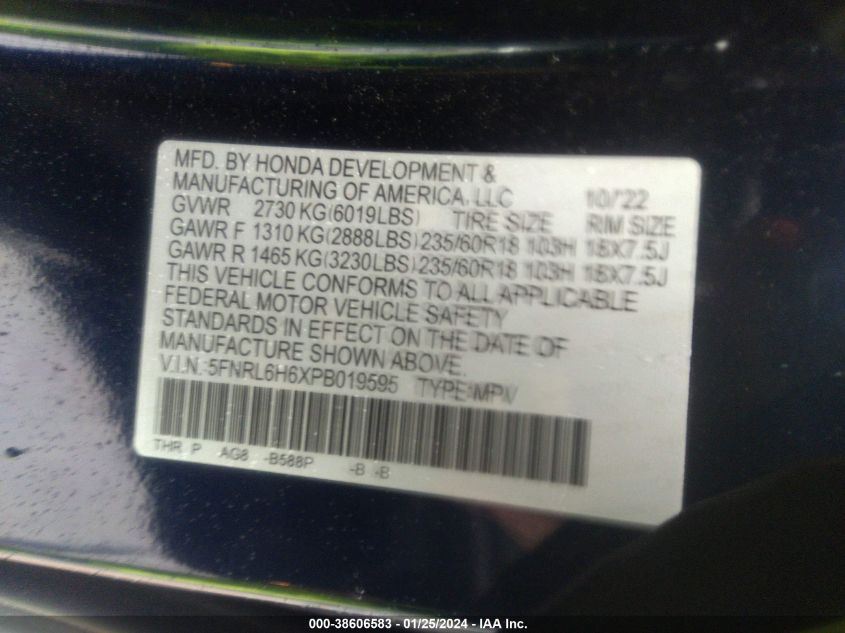 MFD. BY HONDA DEVELOPMENT &
MANUFACTURING OF AMERICA, LLC 10/22
GVWR 2730 KG(6019LBS) TIRE SIZE RIM SIZE
GAWR F 1310 KG(2888LBS) 235/60R18 103H 18X7.5J
GAWR R 1465 KG(3230LBS) 235/60R18 103H 18X7.5J
THIS VEHICLE CONFORMS TO ALL APPLICABLE
FEDERAL MOTOR VEHICLE SAFETY
STANDARDS IN EFFECT ON THE DATE OF
MANUFACTURE SHOWN ABOVE.
V.I.N.: 5FNRL6H6XPB019595 TYPE:MPV
THR P AG8 -B588P -B -B
000-38606583 - 01/25/2024 - IAA Inc.